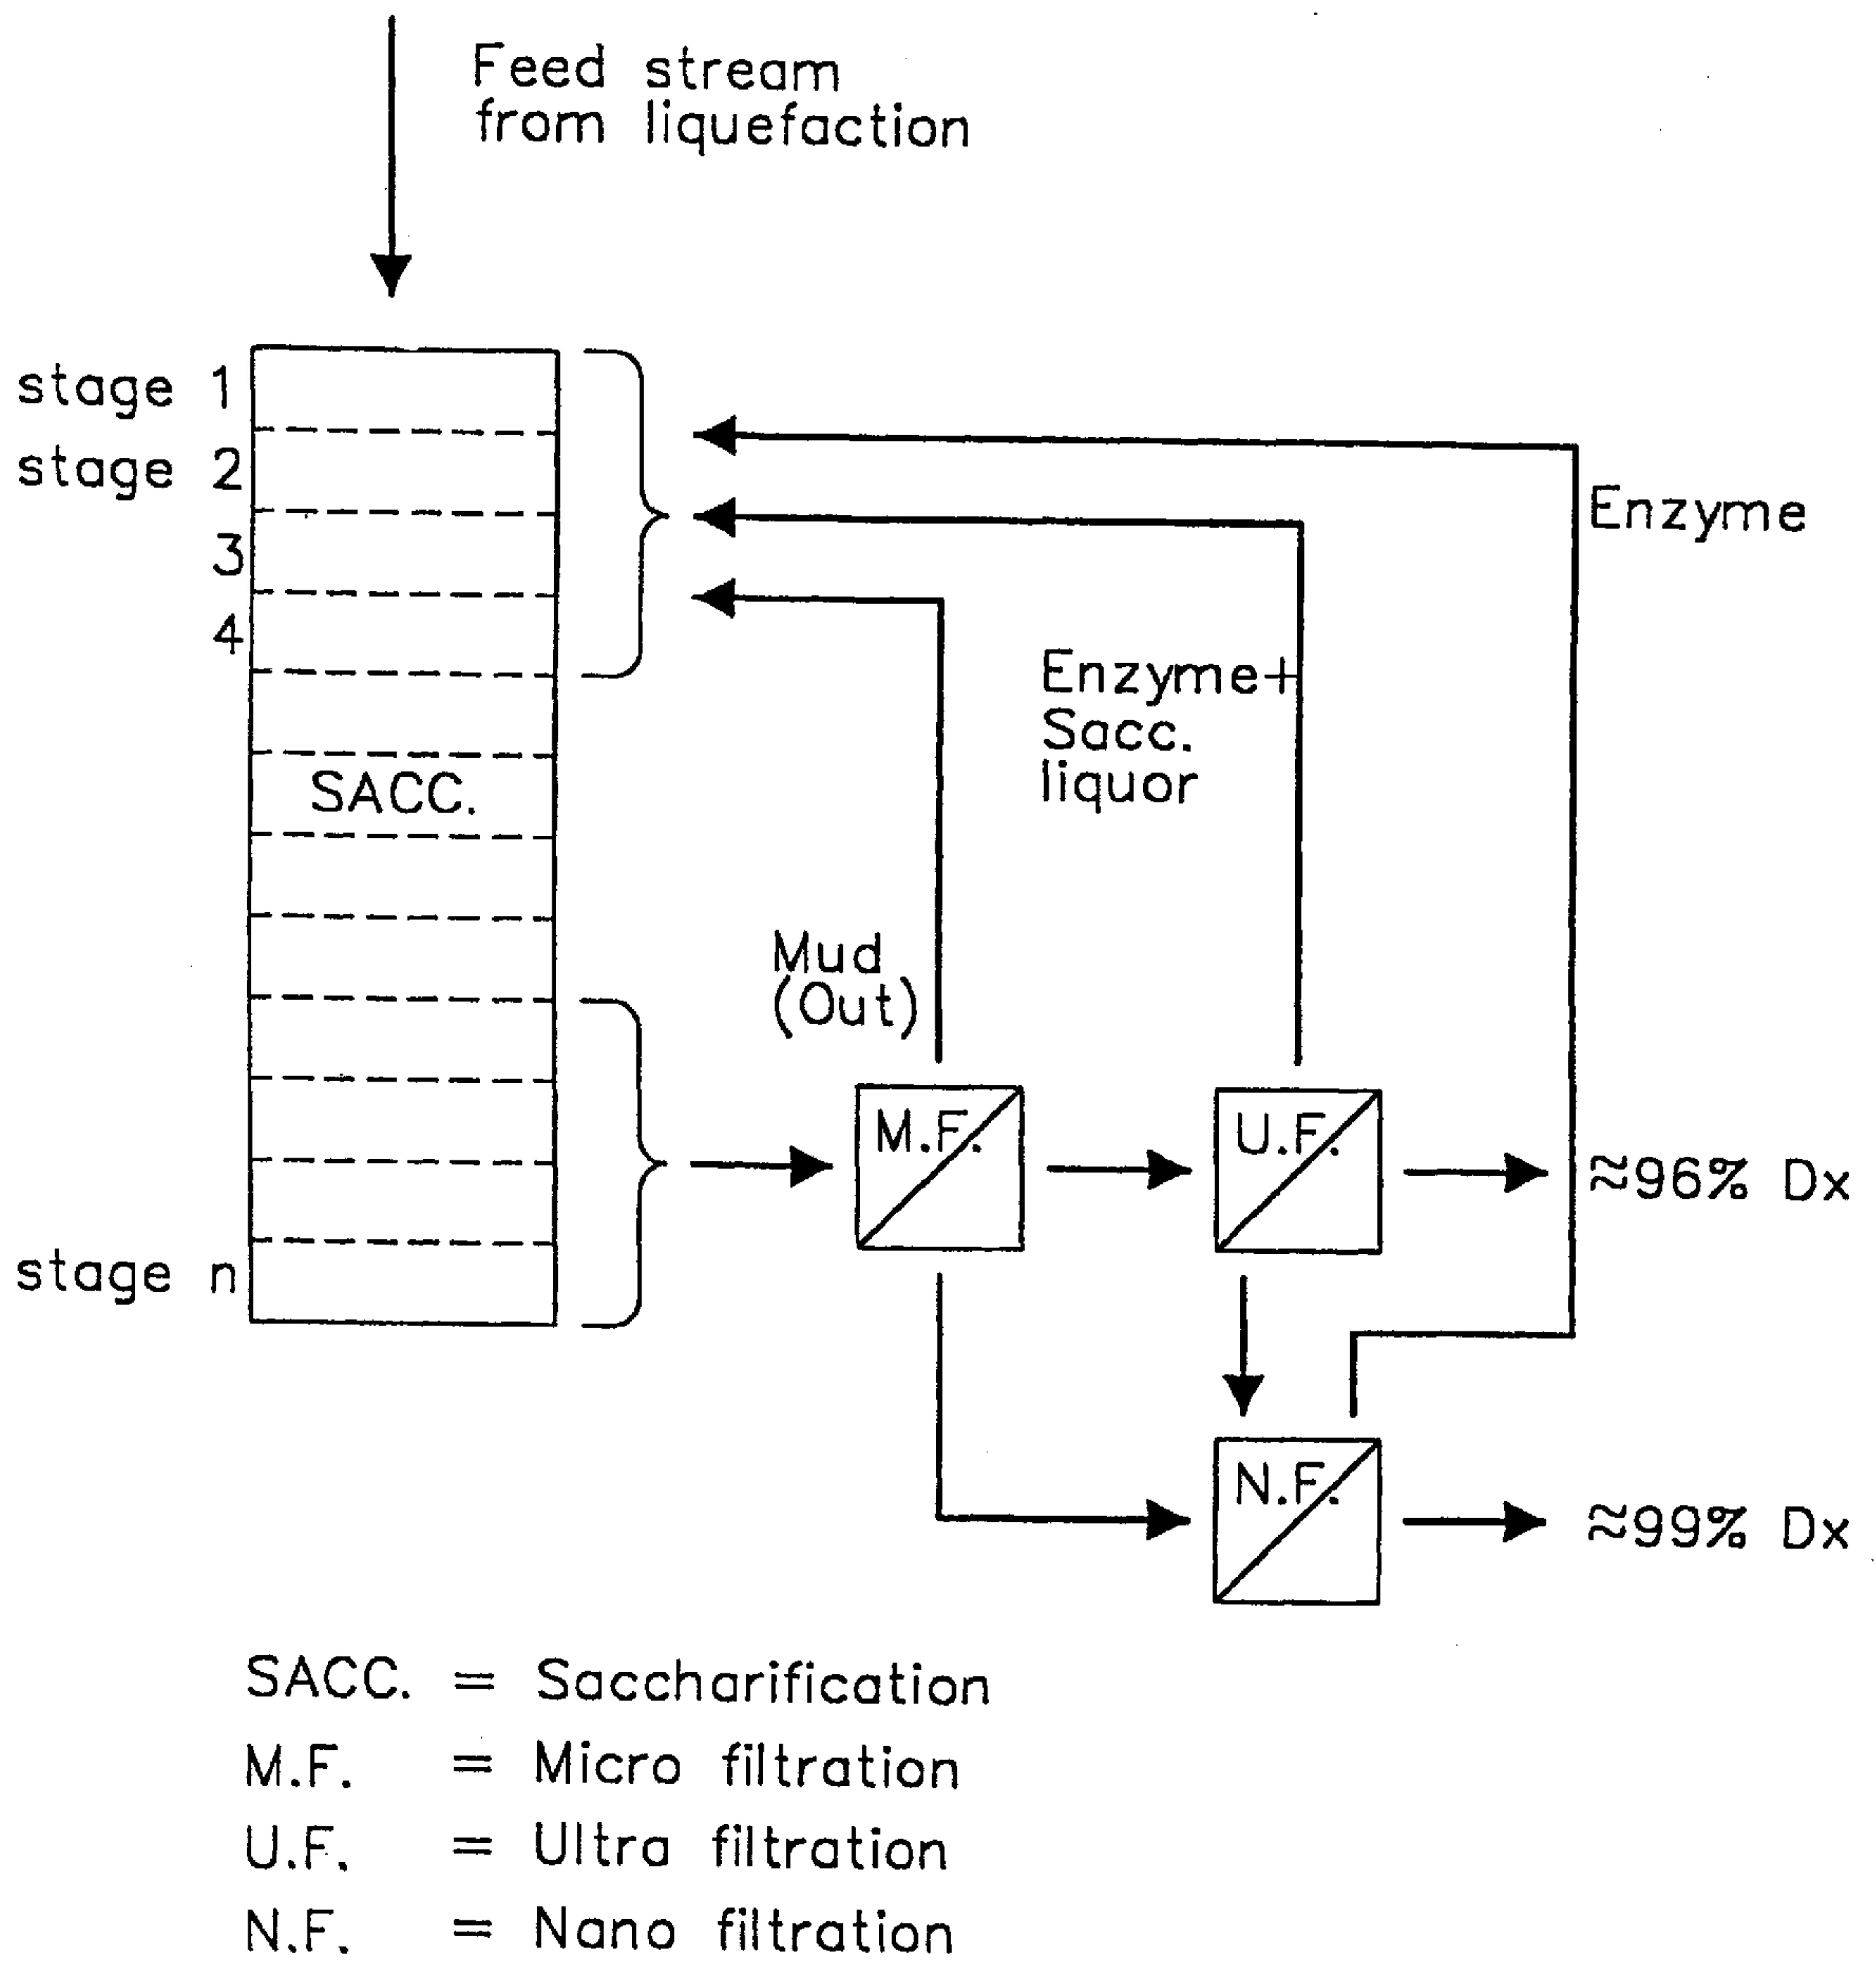 Feed stream
from liquefaction
stage 1
stage 2
3
4
SACC.
stage n
Enzyme
Enzyme+
Sacc.
liquor
Mud
(Out)
M.F.
U.F.
≈96% Dx
N.F.
≈99% Dx
SACC. = Saccharification
M.F. = Micro filtration
U.F. = Ultra filtration
N.F. = Nano filtration